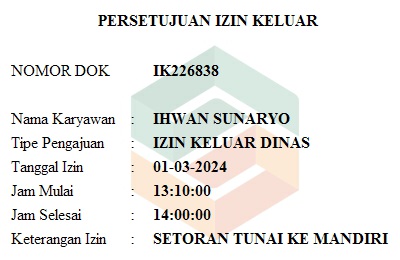 PERSETUJUAN IZIN KELUAR
NOMOR DOK IK226838
Nama Karyawan : IHWAN SUNARYO
Tipe Pengajuan : IZIN KELUAR DINAS
Tanggal Izin : 01-03-2024
Jam Mulai : 13:10:00
Jam Selesai : 14:00:00
Keterangan Izin : SETORAN TUNAI KE MANDIRI